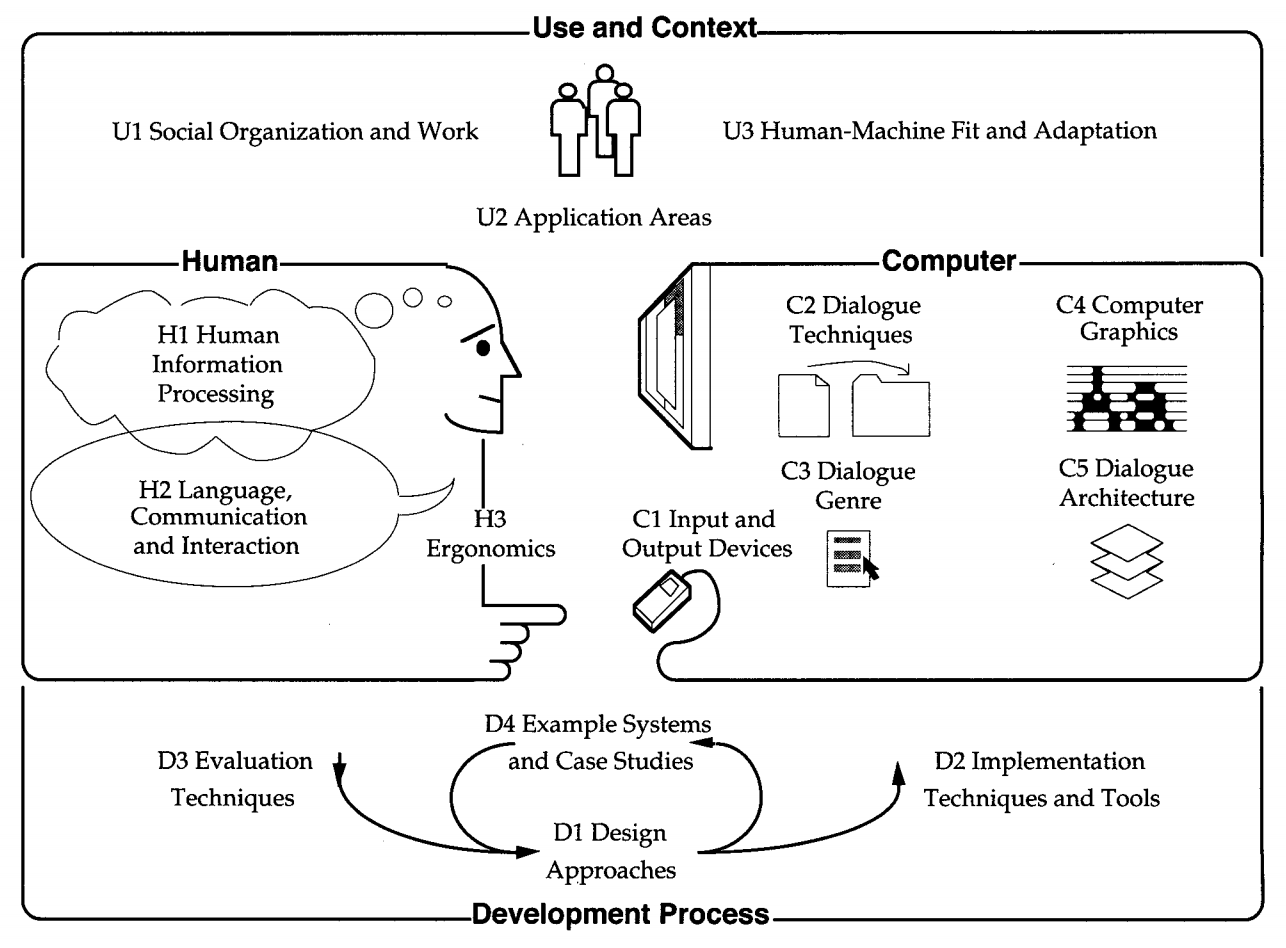 Use and Context
U1 Social Organization and Work
U3 Human-Machine Fit and Adaptation
U2 Application Areas
Human
H1 Human
Information
Processing
H2 Language,
Communication
and Interaction
H3
Ergonomics
Computer
C1 Input and
Output Devices
C2 Dialogue
Techniques
C3 Dialogue
Genre
C4 Computer
Graphics
C5 Dialogue
Architecture
D3 Evaluation
Techniques
D4 Example Systems
and Case Studies
D1 Design
Approaches
D2 Implementation
Techniques and Tools
Development Process